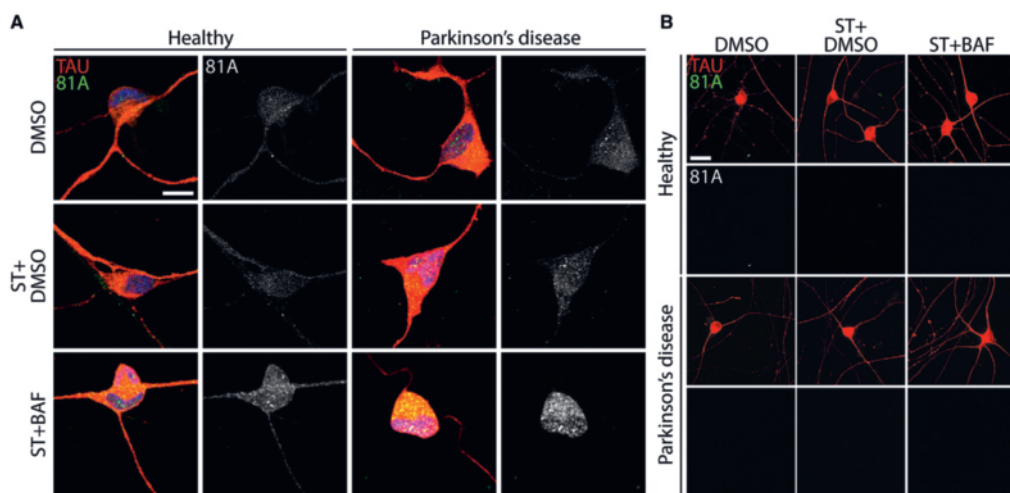 A
Healthy
Parkinson's disease
TAU
81A
81A
DMSO
ST+
DMSO
ST+BAF
B
DMSO
ST+
DMSO
ST+BAF
TAU
81A
81A
Healthy
Parkinson's disease